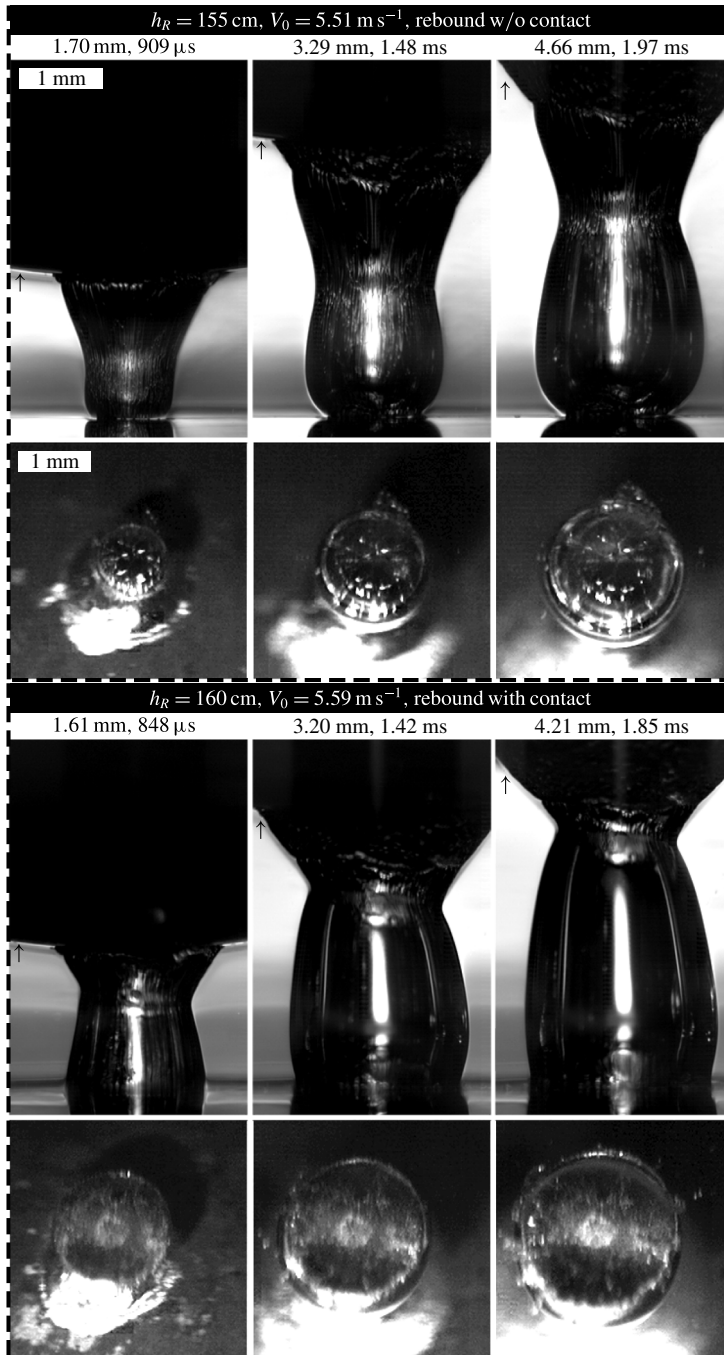 h_R = 155 cm, V_0 = 5.51 m s⁻¹, rebound w/o contact
1.70 mm, 909 μs 3.29 mm, 1.48 ms 4.66 mm, 1.97 ms
1 mm
↑ ↑ ↑
1 mm
h_R = 160 cm, V_0 = 5.59 m s⁻¹, rebound with contact
1.61 mm, 848 μs 3.20 mm, 1.42 ms 4.21 mm, 1.85 ms
↑ ↑ ↑